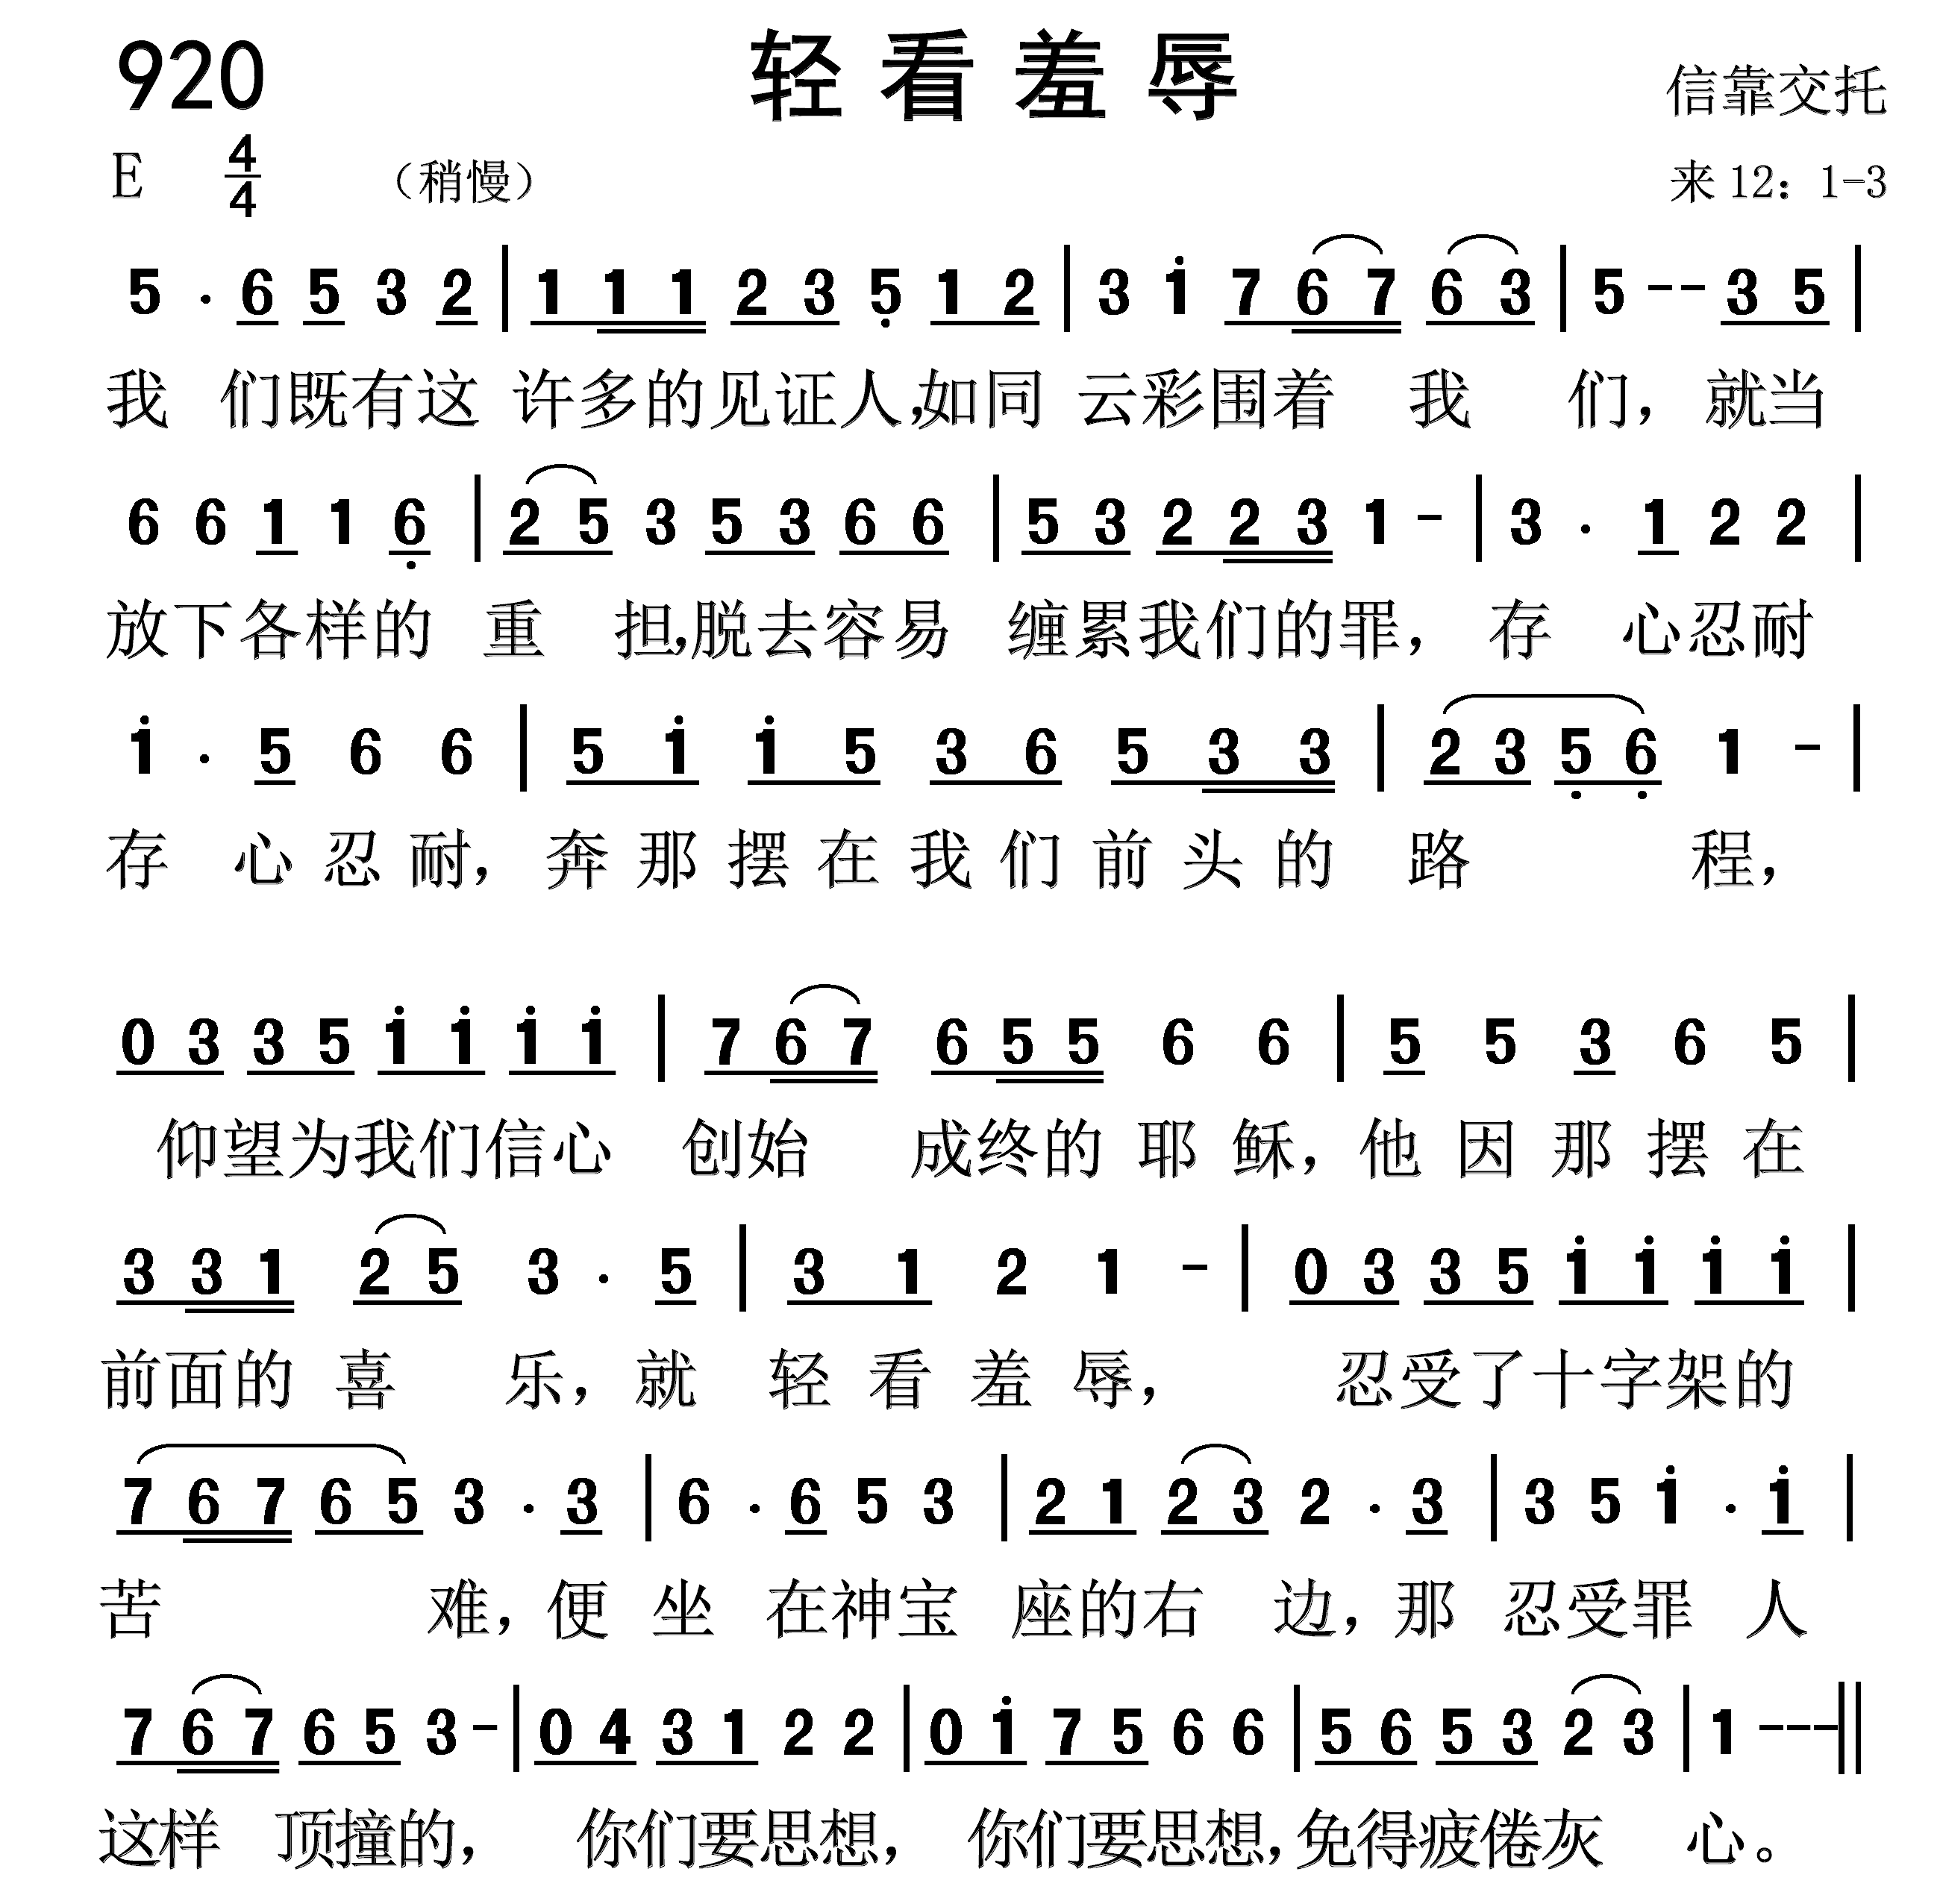 920 轻看羞辱 信靠交托
E 4/4 （稍慢） 来 12：1-3
5 . 6 5 3 2 | 1 1 1 2 3 5̣ 1 2 | 3 i 7 6 7 6 3 | 5 - - 3 5 |
我 们既有这 许多的见证人,如同 云彩围着 我 们，就当
6 6 1 1 6̣ | 2 5 3 5 3 6 6 | 5 3 2 2 3 1 - | 3 . 1 2 2 |
放下各样的 重 担,脱去容易 缠累我们的罪，存 心忍耐
i . 5 6 6 | 5 i i 5 3 6 5 3 3 | 2 3 5̣ 6̣ 1 - |
存 心 忍 耐，奔 那 摆 在 我 们 前 头 的 路 程，
0 3 3 5 i i i i | 7 6 7 6 5 5 6 6 | 5 5 3 6 5 |
仰望为我们信心 创始 成终的 耶 稣，他 因 那 摆 在
3 3 1 2 5 3 . 5 | 3 1 2 1 - | 0 3 3 5 i i i i |
前面的 喜 乐，就 轻 看 羞 辱， 忍受了十字架的
7 6 7 6 5 3 . 3 | 6 . 6 5 3 | 2 1 2 3 2 . 3 | 3 5 i . i |
苦 难，便 坐 在神宝 座的右 边，那 忍受罪 人
7 6 7 6 5 3 - | 0 4 3 1 2 2 | 0 i 7 5 6 6 | 5 6 5 3 2 3 | 1 - - - ||
这样 顶撞的， 你们要思想， 你们要思想,免得疲倦灰 心。